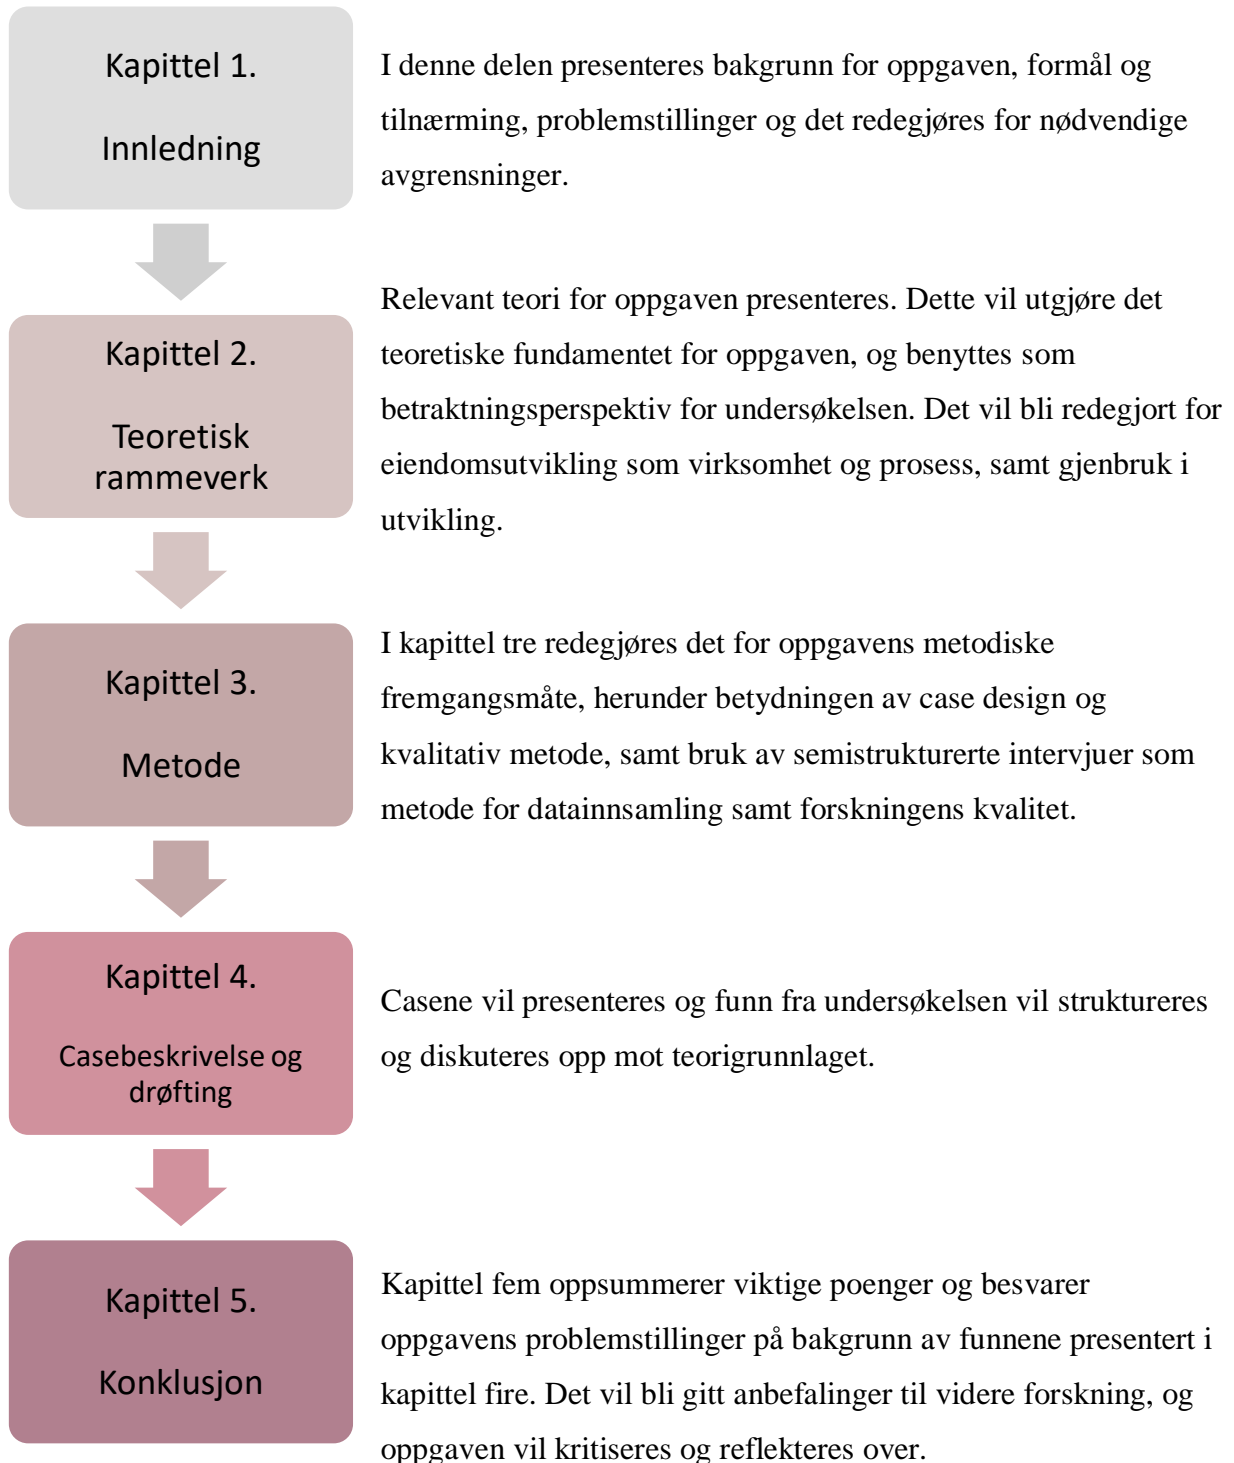 Kapittel 1.
Innledning
I denne delen presenteres bakgrunn for oppgaven, formål og
tilnærming, problemstillinger og det redegjøres for nødvendige
avgrensninger.
Kapittel 2.
Teoretisk
rammeverk
Relevant teori for oppgaven presenteres. Dette vil utgjøre det
teoretiske fundamentet for oppgaven, og benyttes som
betraktningsperspektiv for undersøkelsen. Det vil bli redegjort for
eiendomsutvikling som virksomhet og prosess, samt gjenbruk i
utvikling.
Kapittel 3.
Metode
I kapittel tre redegjøres det for oppgavens metodiske
fremgangsmåte, herunder betydningen av case design og
kvalitativ metode, samt bruk av semistrukturerte intervjuer som
metode for datainnsamling samt forskningens kvalitet.
Kapittel 4.
Casebeskrivelse og
drøfting
Casene vil presenteres og funn fra undersøkelsen vil struktureres
og diskuteres opp mot teorigrunnlaget.
Kapittel 5.
Konklusjon
Kapittel fem oppsummerer viktige poenger og besvarer
oppgavens problemstillinger på bakgrunn av funnene presentert i
kapittel fire. Det vil bli gitt anbefalinger til videre forskning, og
oppgaven vil kritiseres og reflekteres over.